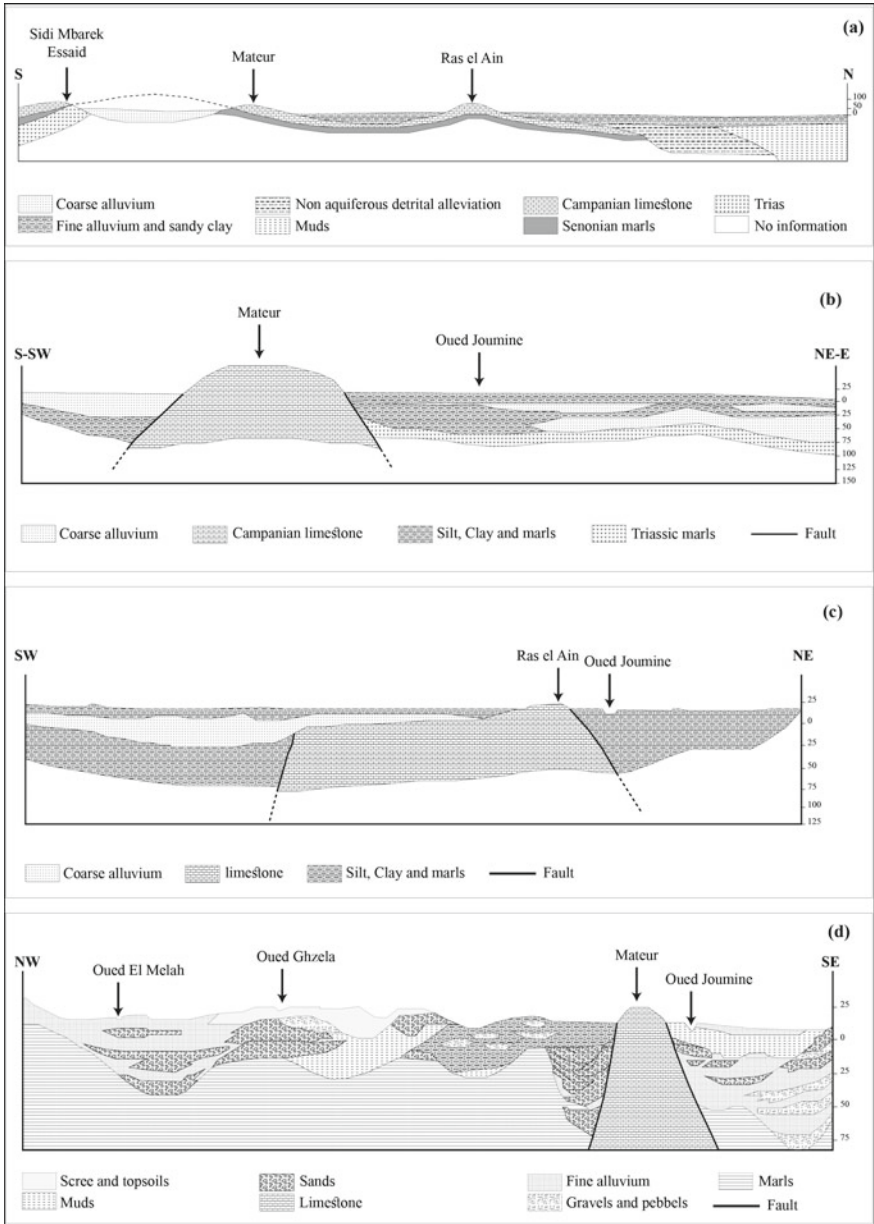 (a)
Sidi Mbarek
Essaid
Mateur
Ras el Ain
S
N
100
50
0
Coarse alluvium
Non aquiferous detrital alleviation
Campanian limestone
Trias
Fine alluvium and sandy clay
Muds
Senonian marls
No information
(b)
Mateur
Oued Joumine
S-SW
NE-E
25
0
25
50
75
100
125
150
Coarse alluvium
Campanian limestone
Silt, Clay and marls
Triassic marls
Fault
(c)
SW
Ras el Ain
Oued Joumine
NE
25
0
25
50
75
100
125
Coarse alluvium
limestone
Silt, Clay and marls
Fault
(d)
NW
Oued El Melah
Oued Ghzela
Mateur
Oued Joumine
SE
25
0
25
50
75
Scree and topsoils
Sands
Fine alluvium
Marls
Muds
Limestone
Gravels and pebbels
Fault